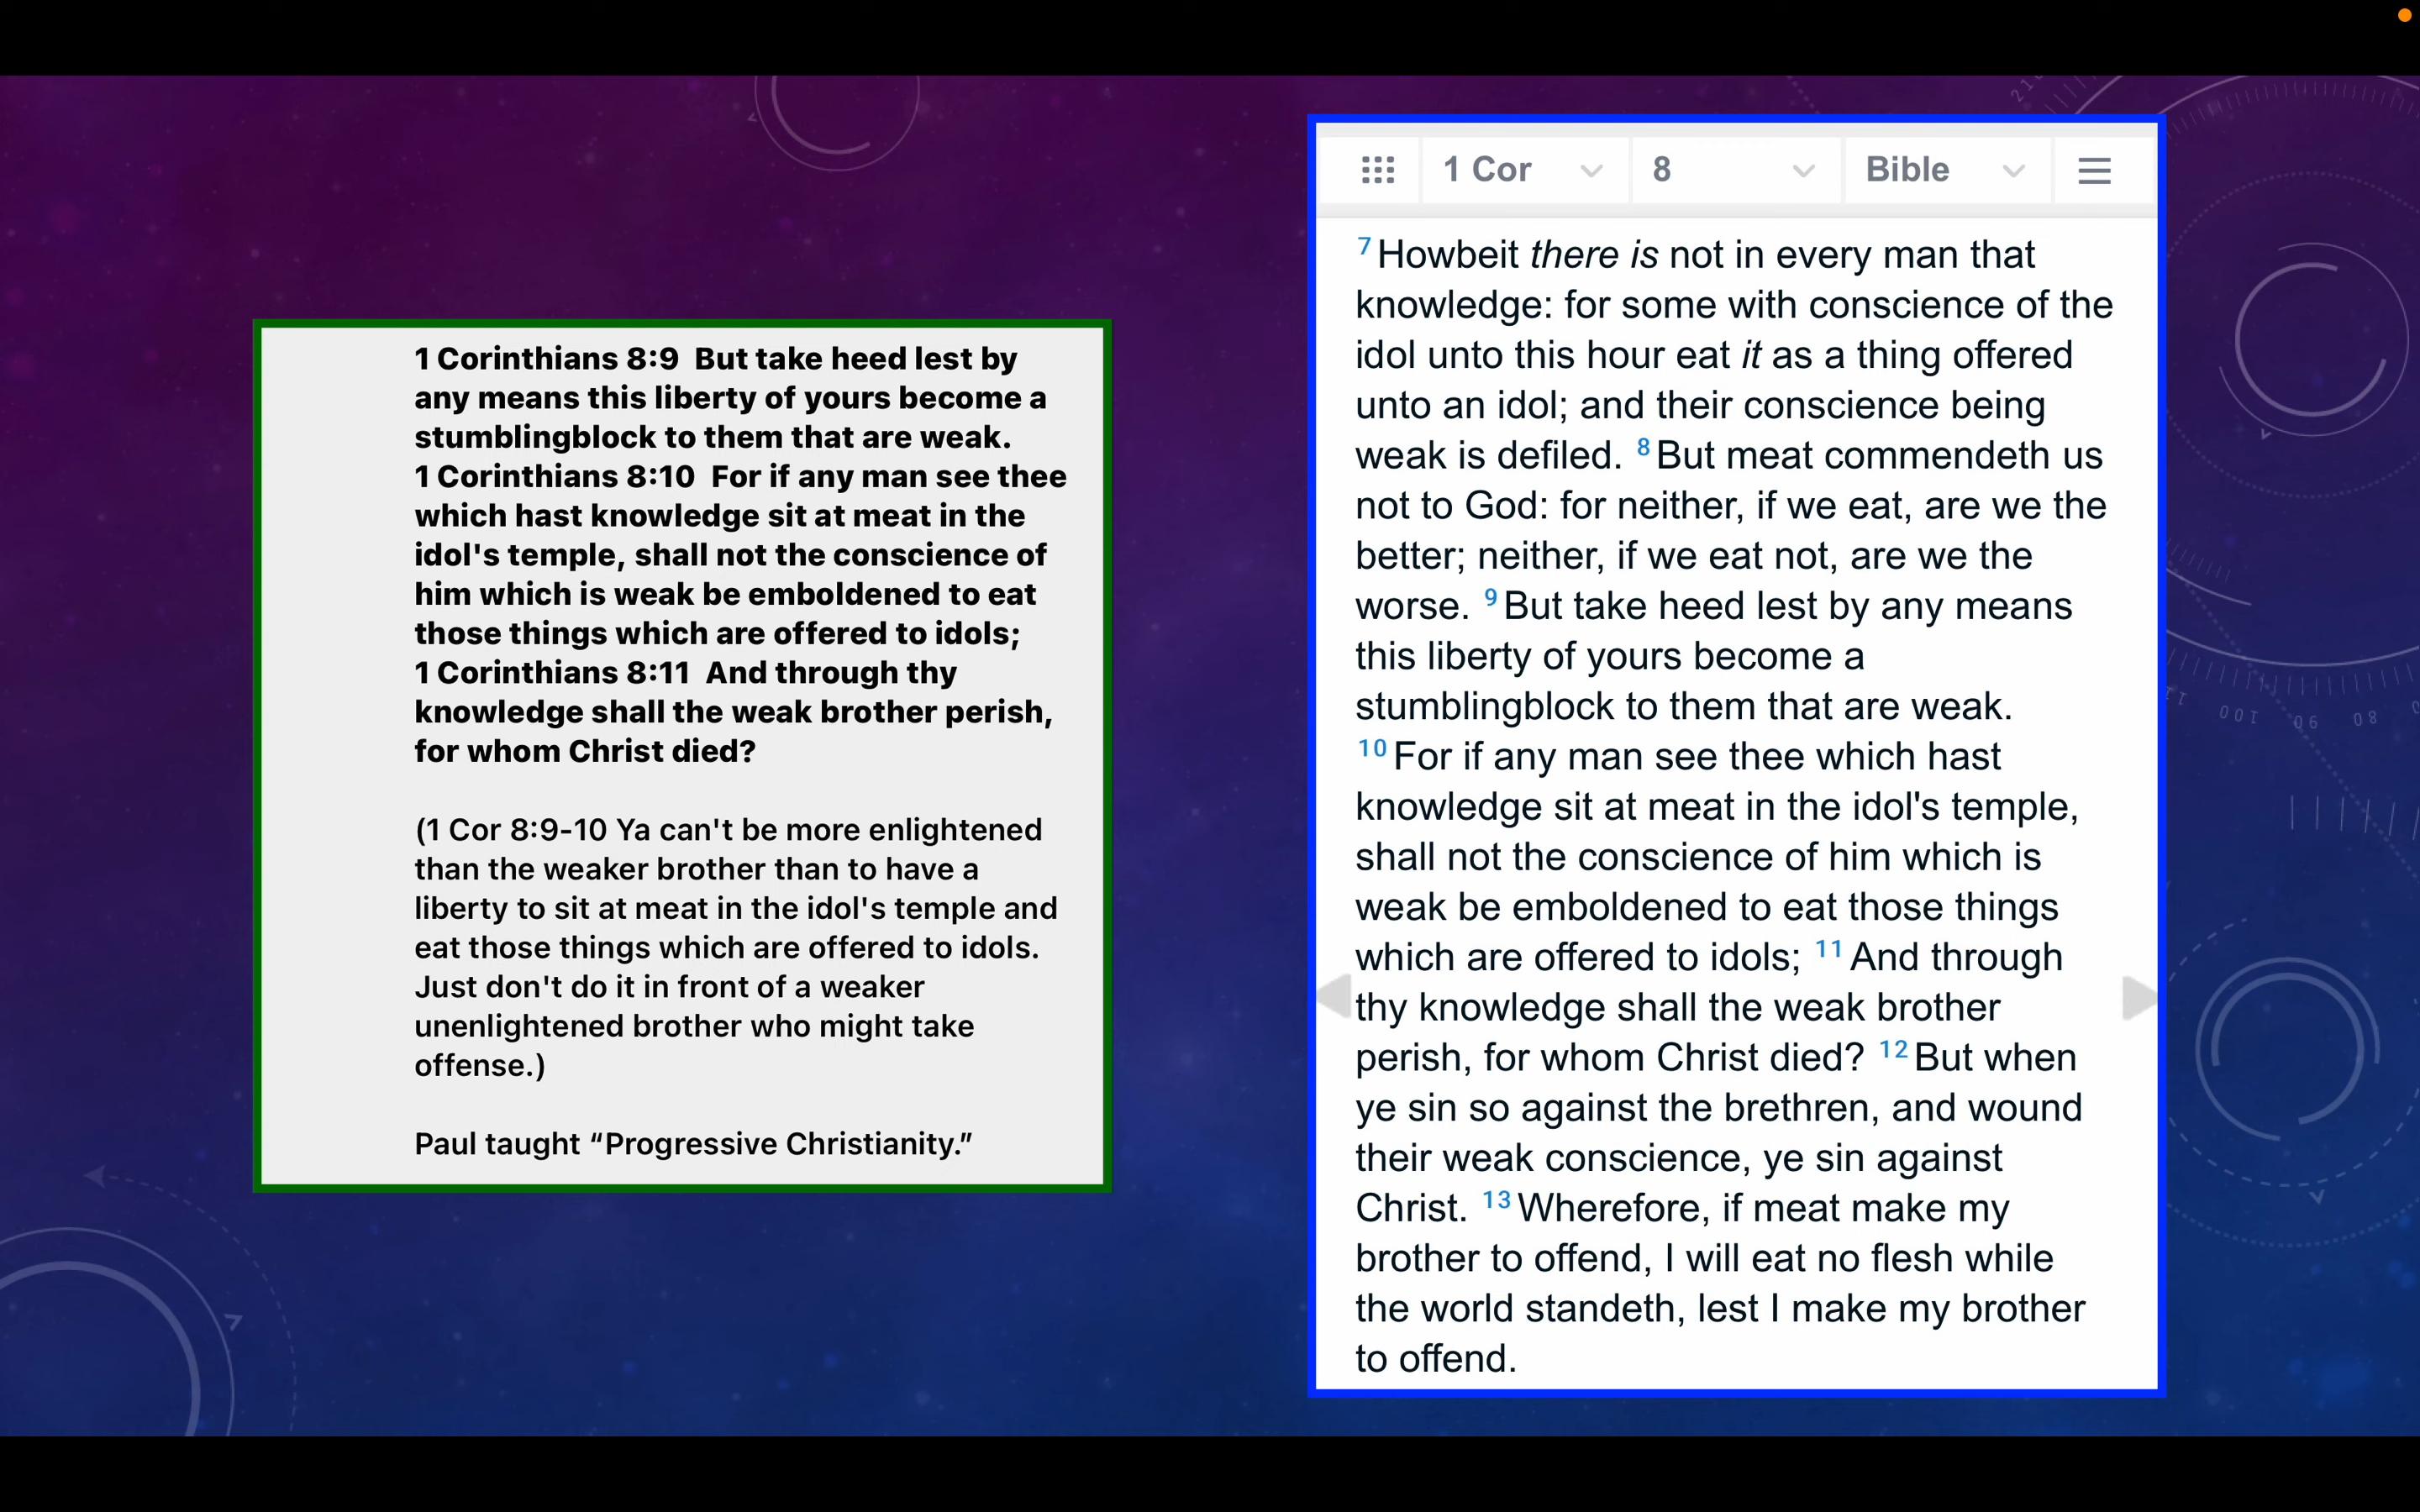 1 Corinthians 8:9  But take heed lest by
any means this liberty of yours become a
stumblingblock to them that are weak.
1 Corinthians 8:10  For if any man see thee
which hast knowledge sit at meat in the
idol's temple, shall not the conscience of
him which is weak be emboldened to eat
those things which are offered to idols;
1 Corinthians 8:11  And through thy
knowledge shall the weak brother perish,
for whom Christ died?
(1 Cor 8:9-10 Ya can't be more enlightened
than the weaker brother than to have a
liberty to sit at meat in the idol's temple and
eat those things which are offered to idols.
Just don't do it in front of a weaker
unenlightened brother who might take
offense.)
Paul taught “Progressive Christianity.”
1 Cor 8 Bible
7 Howbeit there is not in every man that
knowledge: for some with conscience of the
idol unto this hour eat it as a thing offered
unto an idol; and their conscience being
weak is defiled. 8 But meat commendeth us
not to God: for neither, if we eat, are we the
better; neither, if we eat not, are we the
worse. 9 But take heed lest by any means
this liberty of yours become a
stumblingblock to them that are weak.
10 For if any man see thee which hast
knowledge sit at meat in the idol's temple,
shall not the conscience of him which is
weak be emboldened to eat those things
which are offered to idols; 11 And through
thy knowledge shall the weak brother
perish, for whom Christ died? 12 But when
ye sin so against the brethren, and wound
their weak conscience, ye sin against
Christ. 13 Wherefore, if meat make my
brother to offend, I will eat no flesh while
the world standeth, lest I make my brother
to offend.
100 90 80